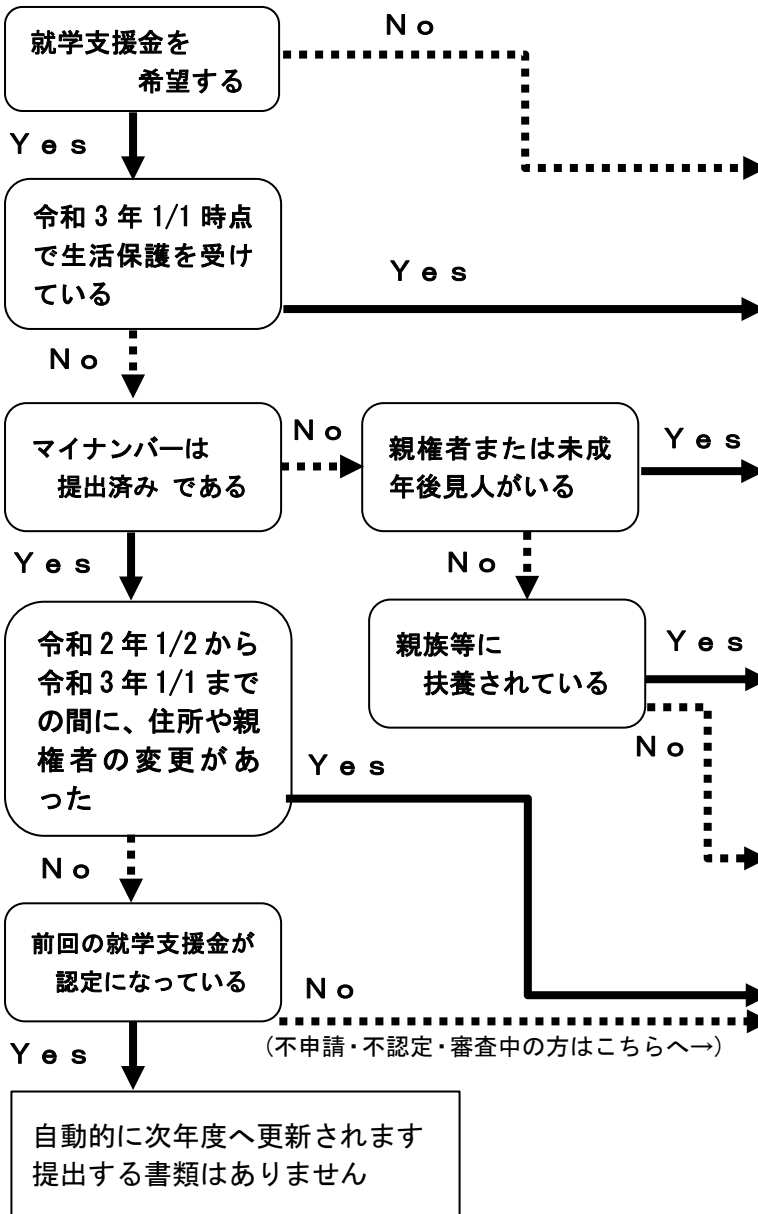 就学支援金を
希望する
No
Yes
令和3年1/1時点
で生活保護を受け
ている
Yes
No
マイナンバーは
提出済み である
No
親権者または未成
年後見人がいる
Yes
Yes
No
令和2年1/2から
令和3年1/1まで
の間に、住所や親
権者の変更があ
った
親族等に
扶養されている
Yes
No
Yes
No
前回の就学支援金が
認定になっている
No
(不申請・不認定・審査中の方はこちらへ→)
Yes
自動的に次年度へ更新されます
提出する書類はありません